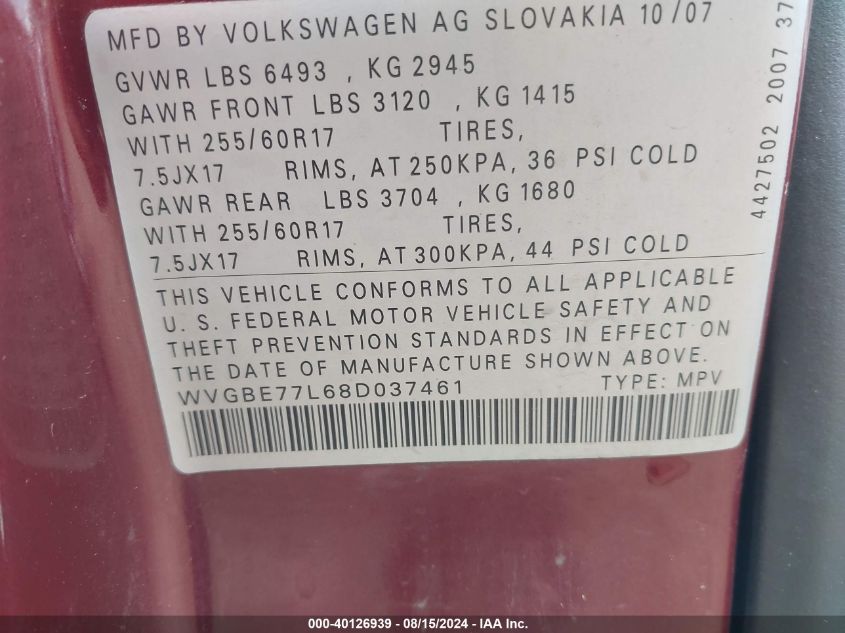 MFD BY VOLKSWAGEN AG SLOVAKIA 10/07
GVWR LBS 6493 , KG 2945
GAWR FRONT LBS 3120 , KG 1415
WITH 255/60R17 TIRES,
7.5JX17 RIMS, AT 250KPA, 36 PSI COLD
GAWR REAR LBS 3704 , KG 1680
WITH 255/60R17 TIRES,
7.5JX17 RIMS, AT 300KPA, 44 PSI COLD
THIS VEHICLE CONFORMS TO ALL APPLICABLE
U. S. FEDERAL MOTOR VEHICLE SAFETY AND
THEFT PREVENTION STANDARDS IN EFFECT ON
THE DATE OF MANUFACTURE SHOWN ABOVE.
WVGBE77L68D037461 TYPE: MPV
4427502 2007 37
000-40126939 - 08/15/2024 - IAA Inc.